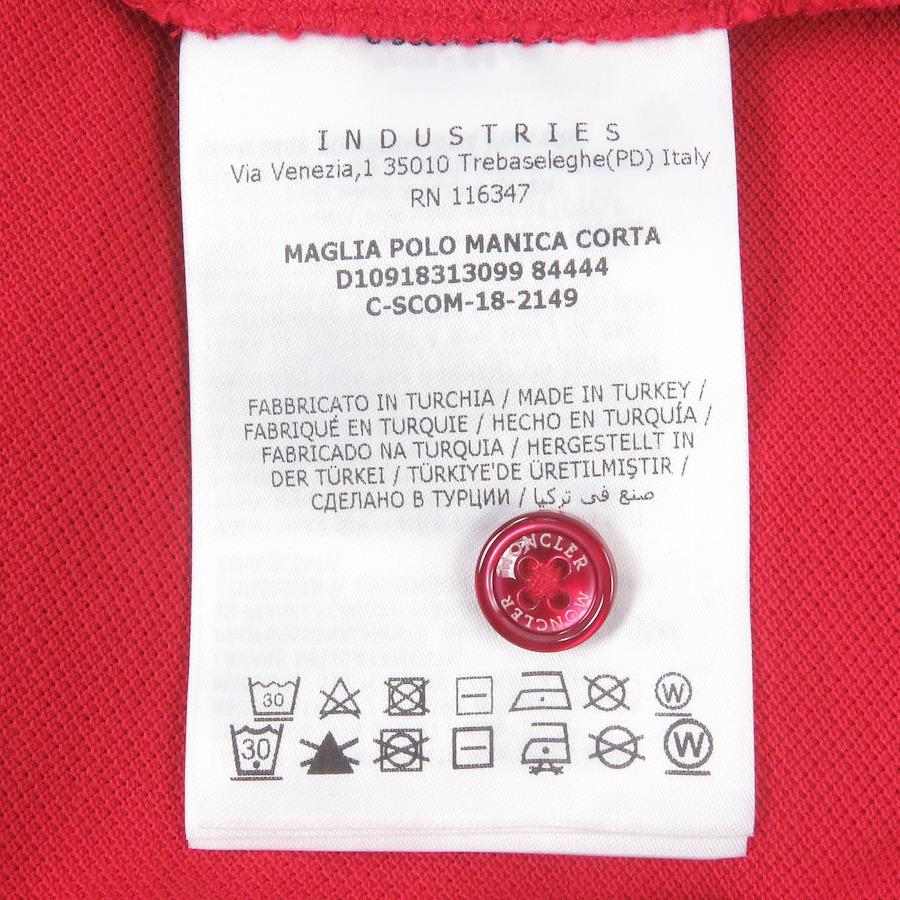 INDUSTRIES
Via Venezia,1 35010 Trebaseleghe(PD) Italy
RN 116347
MAGLIA POLO MANICA CORTA
D10918313099 84444
C-SCOM-18-2149
FABBRICATO IN TURCHIA / MADE IN TURKEY /
FABRIQUÉ EN TURQUIE / HECHO EN TURQUÍA /
FABRICADO NA TURQUIA / HERGESTELLT IN
DER TÜRKEI / TÜRKIYE'DE ÜRETILMIŞTIR /
СДЕЛАНО В ТУРЦИИ / صنع في تركيا
MONCLER
MONCLER
30 W
30 W